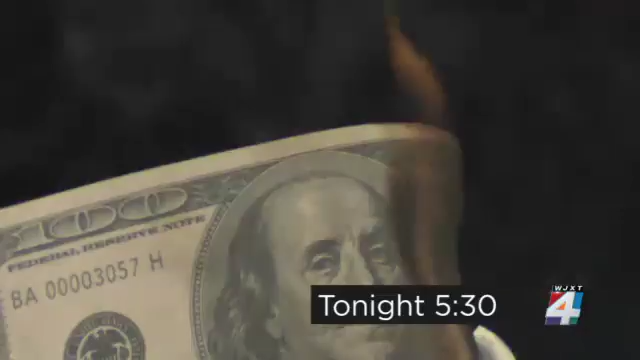 100
FEDERAL RESERVE NOTE
BA 00003057 H
Tonight 5:30
WJXT
4